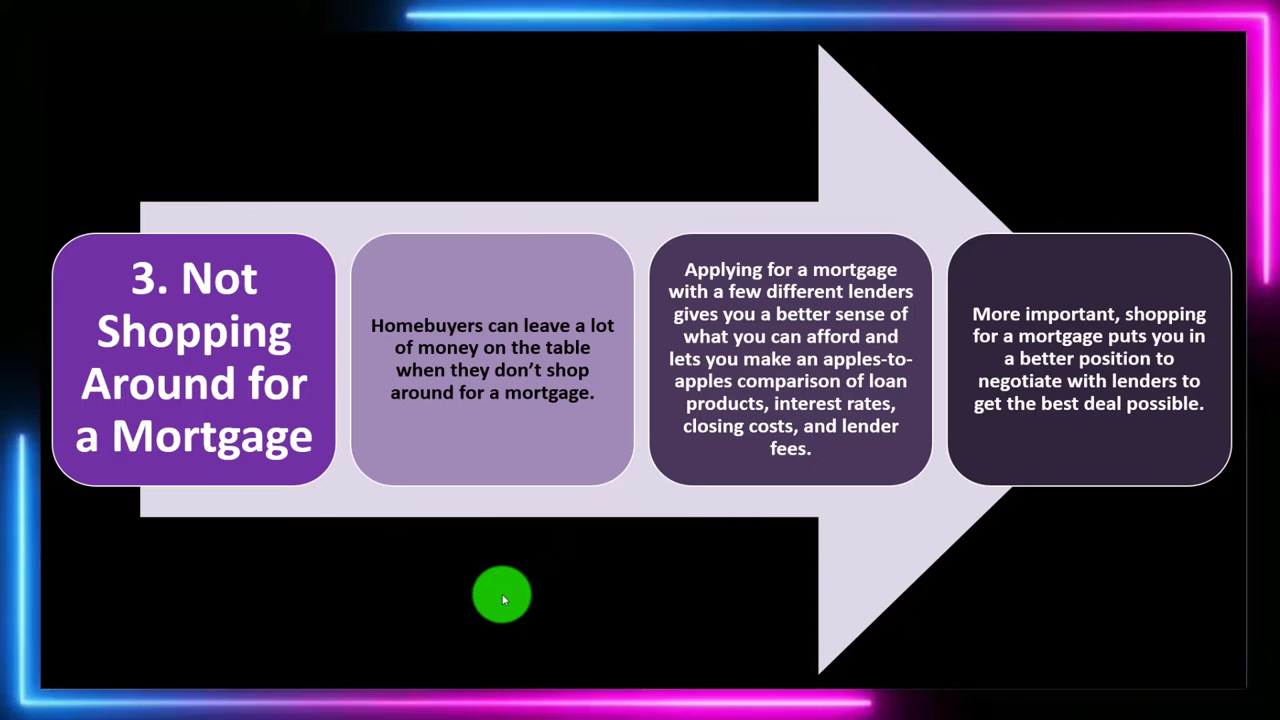 3. Not
Shopping
Around for
a Mortgage
Homebuyers can leave a lot
of money on the table
when they don’t shop
around for a mortgage.
Applying for a mortgage
with a few different lenders
gives you a better sense of
what you can afford and
lets you make an apples-to-
apples comparison of loan
products, interest rates,
closing costs, and lender
fees.
More important, shopping
for a mortgage puts you in
a better position to
negotiate with lenders to
get the best deal possible.